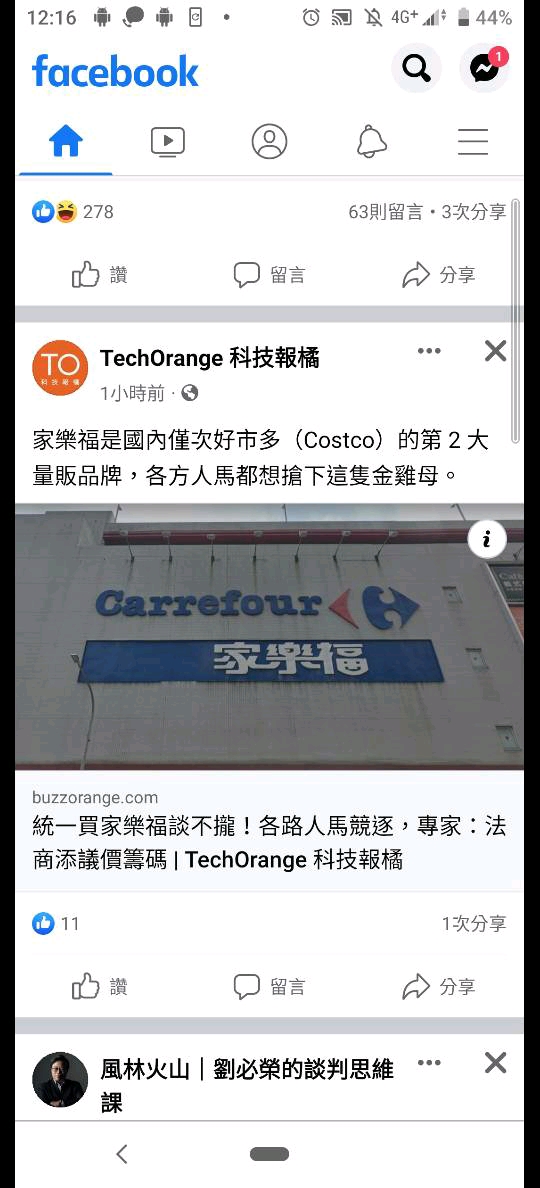 12:16
4G+
44%
facebook
1
278
63則留言・3次分享
讚
留言
分享
TO
科技報橘
TechOrange 科技報橘
1小時前
家樂福是國內僅次好市多（Costco）的第 2 大
量販品牌，各方人馬都想搶下這隻金雞母。
i
Carrefour
家樂福
buzzorange.com
統一買家樂福談不攏！各路人馬競逐，專家：法
商添議價籌碼 | TechOrange 科技報橘
11
1次分享
讚
留言
分享
風林火山｜劉必榮的談判思維
課